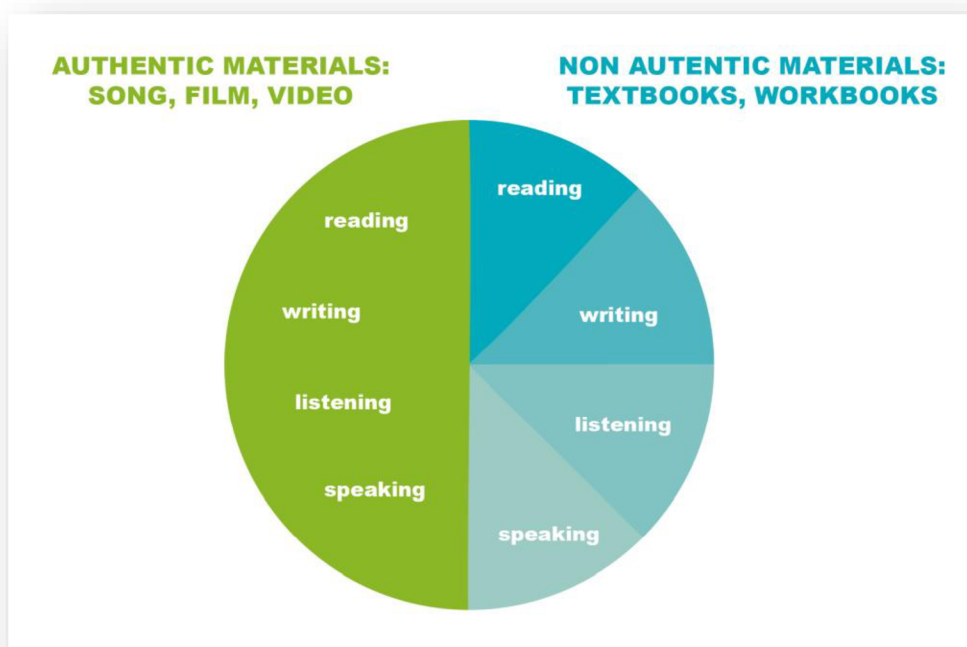 AUTHENTIC MATERIALS:
SONG, FILM, VIDEO
NON AUTENTIC MATERIALS:
TEXTBOOKS, WORKBOOKS
reading
writing
listening
speaking
reading
writing
listening
speaking